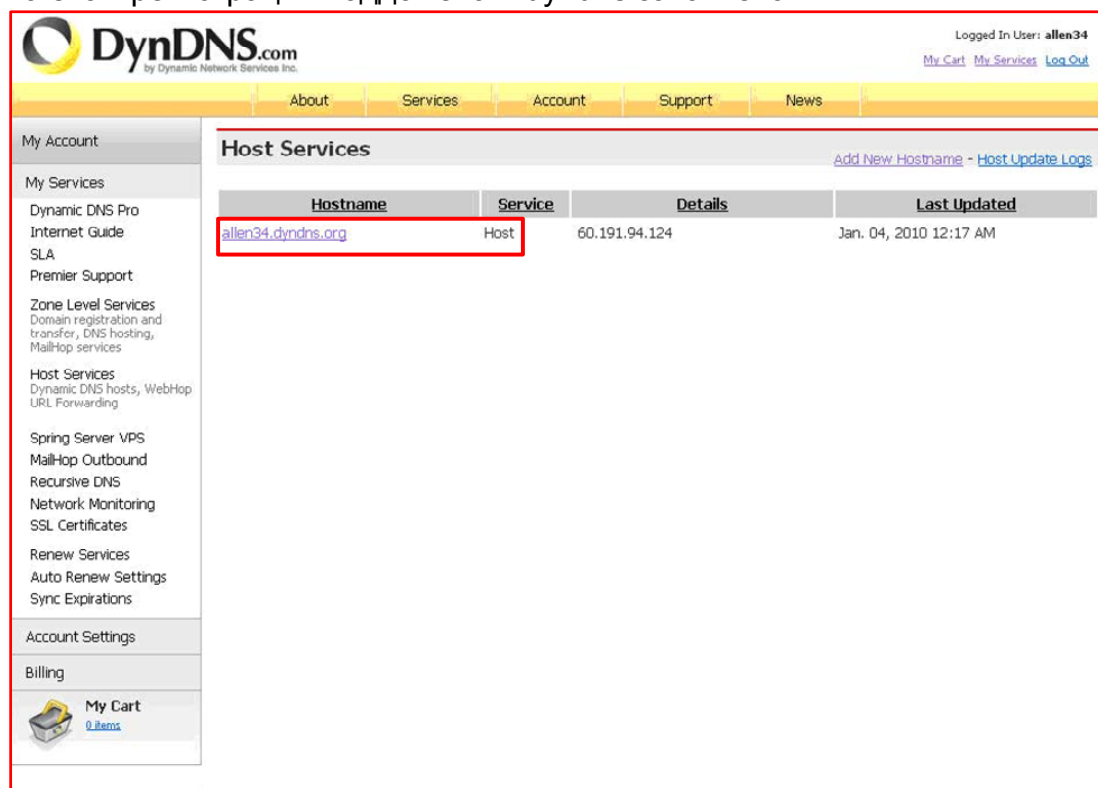 DynDNS.com
by Dynamic Network Services Inc.
Logged In User: allen34
My Cart My Services Log Out
About Services Account Support News
My Account
My Services
Dynamic DNS Pro
Internet Guide
SLA
Premier Support
Zone Level Services
Domain registration and
transfer, DNS hosting,
MailHop services
Host Services
Dynamic DNS hosts, WebHop
URL Forwarding
Spring Server VPS
MailHop Outbound
Recursive DNS
Network Monitoring
SSL Certificates
Renew Services
Auto Renew Settings
Sync Expirations
Account Settings
Billing
My Cart
0 items
Host Services
Add New Hostname - Host Update Logs
Hostname Service Details Last Updated
allen34.dyndns.org Host 60.191.94.124 Jan. 04, 2010 12:17 AM